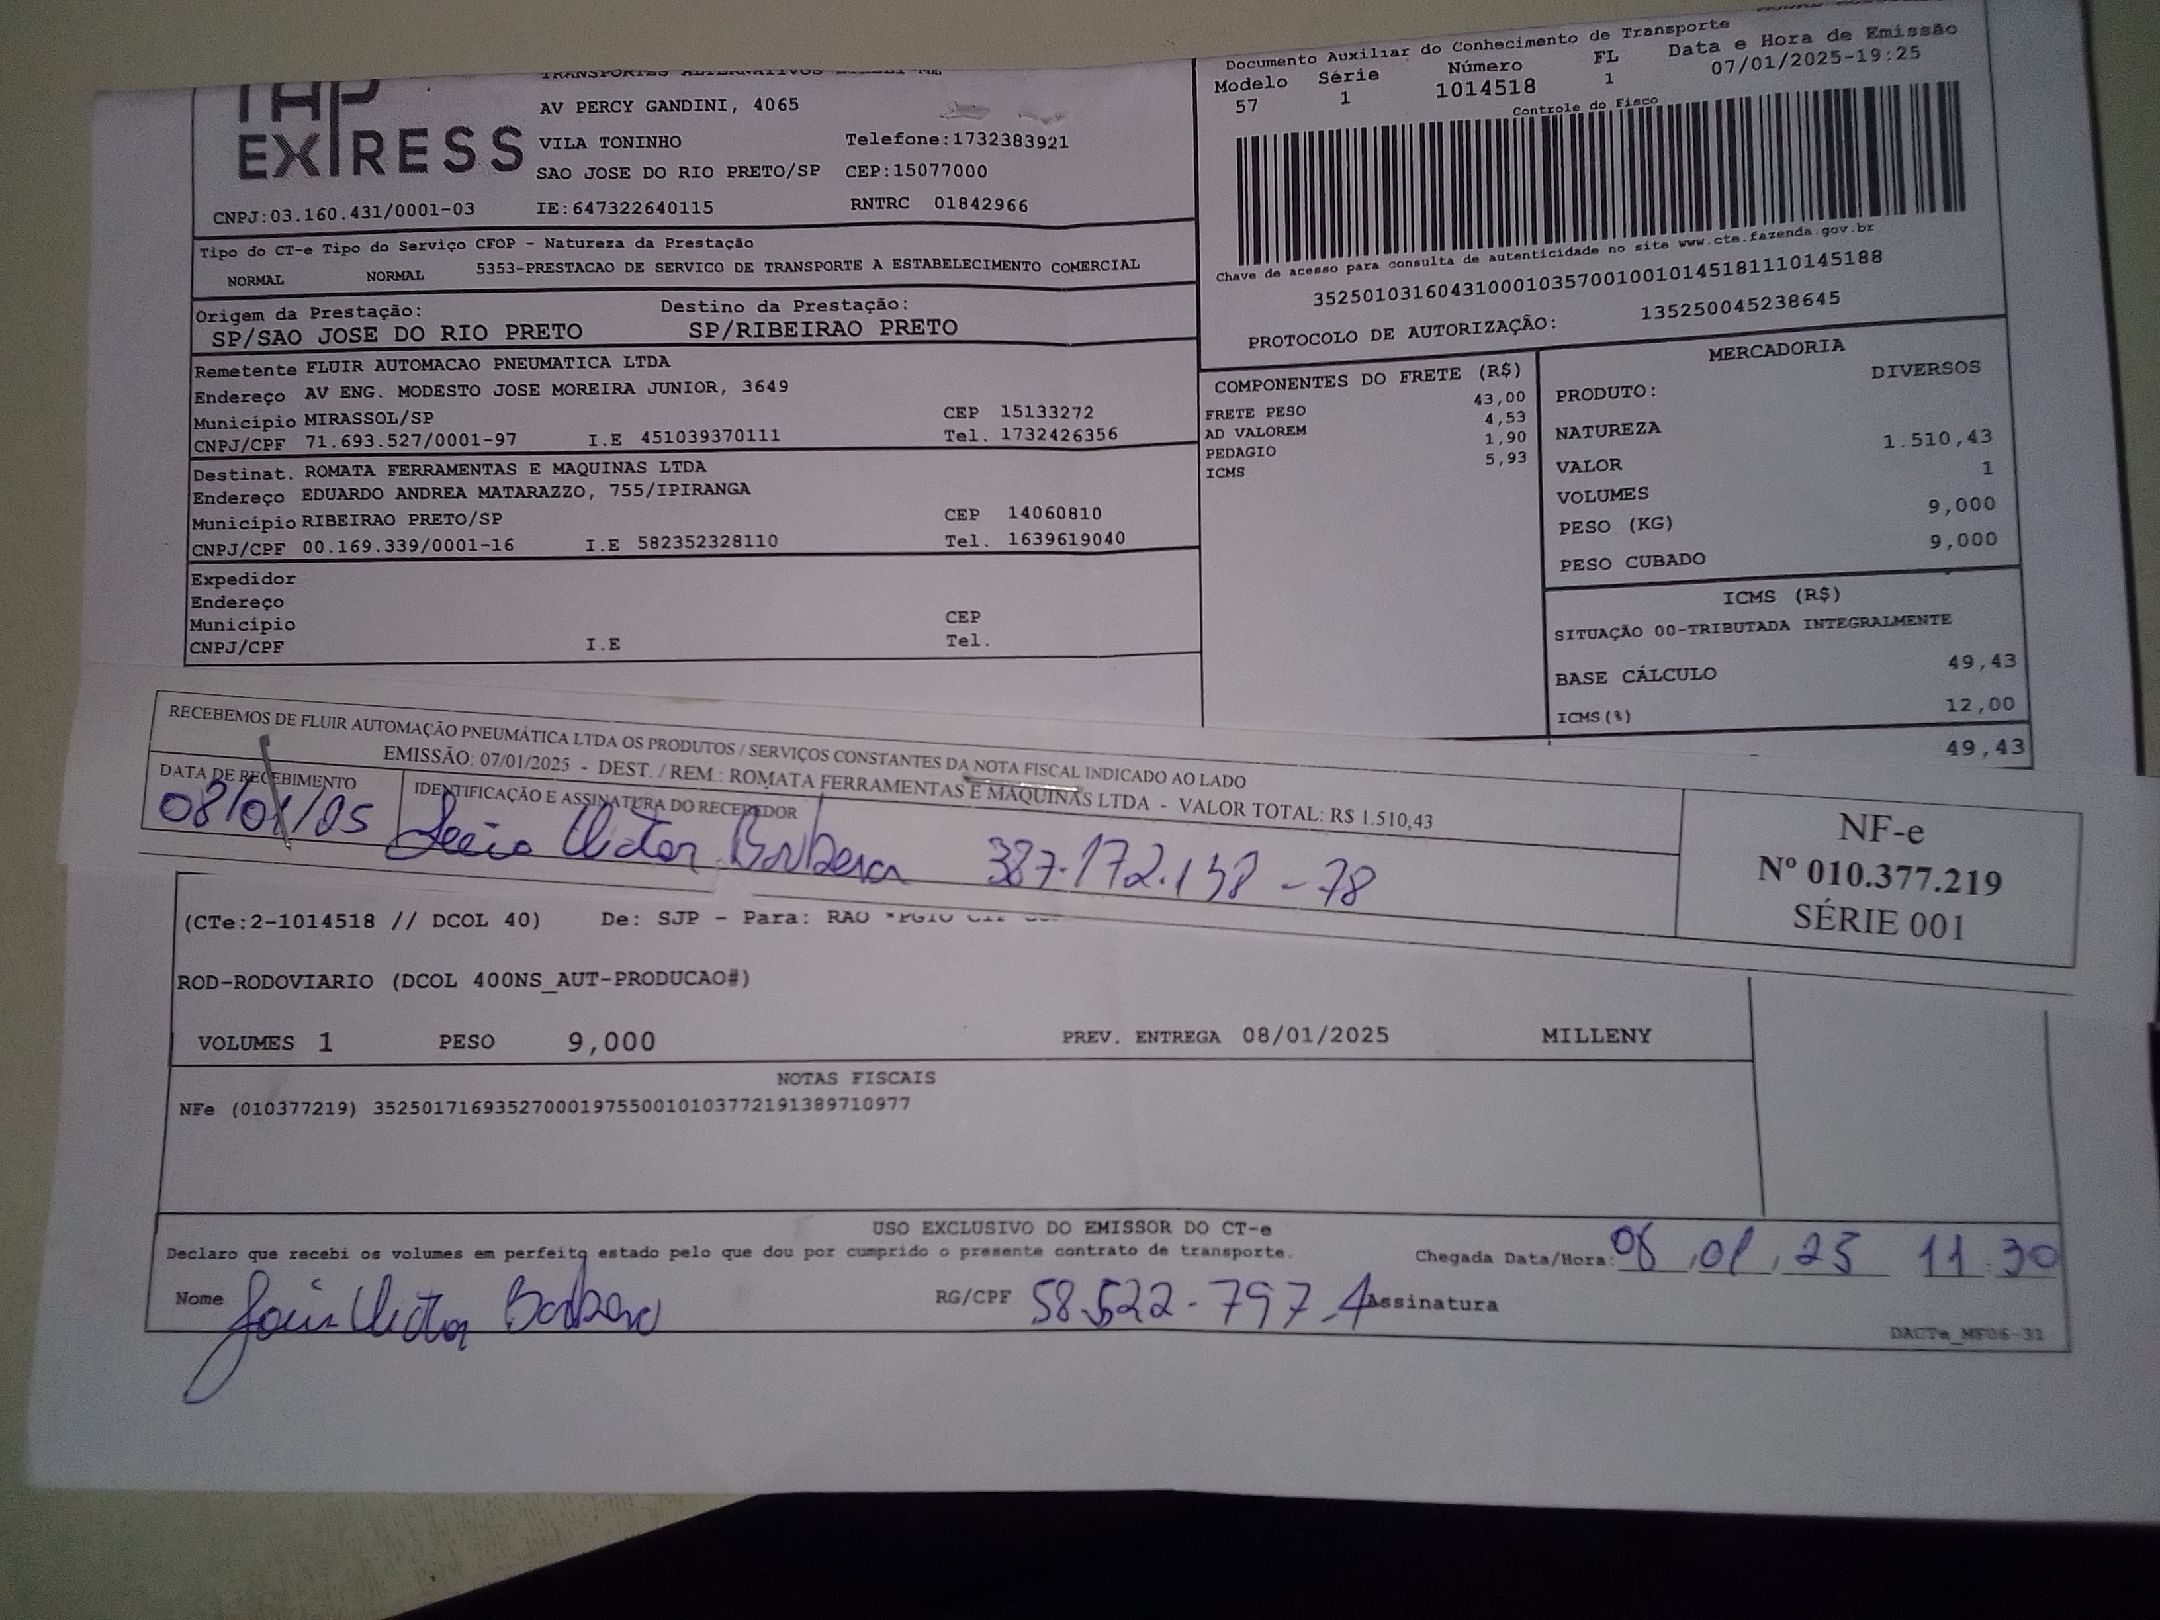 TAP
EXPRESS
AV PERCY GANDINI, 4065
VILA TONINHO Telefone:1732383921
SAO JOSE DO RIO PRETO/SP CEP:15077000
CNPJ:03.160.431/0001-03 IE:647322640115 RNTRC 01842966
Tipo do CT-e Tipo do Serviço CFOP - Natureza da Prestação
NORMAL NORMAL 5353-PRESTACAO DE SERVICO DE TRANSPORTE A ESTABELECIMENTO COMERCIAL
Origem da Prestação: Destino da Prestação:
SP/SAO JOSE DO RIO PRETO SP/RIBEIRAO PRETO
Remetente FLUIR AUTOMACAO PNEUMATICA LTDA
Endereço AV ENG. MODESTO JOSE MOREIRA JUNIOR, 3649
Município MIRASSOL/SP CEP 15133272
CNPJ/CPF 71.693.527/0001-97 I.E 451039370111 Tel. 1732426356
Destinat. ROMATA FERRAMENTAS E MAQUINAS LTDA
Endereço EDUARDO ANDREA MATARAZZO, 755/IPIRANGA
Município RIBEIRAO PRETO/SP CEP 14060810
CNPJ/CPF 00.169.339/0001-16 I.E 582352328110 Tel. 1639619040
Expedidor
Endereço
Município CEP
CNPJ/CPF I.E Tel.
Documento Auxiliar do Conhecimento de Transporte
Modelo Série Número FL Data e Hora de Emissão
57 1 1014518 1 07/01/2025-19:25
Controle do Fisco
Chave de acesso para consulta de autenticidade no site www.cte.fazenda.gov.br
35250103160431000103570010010145181110145188
PROTOCOLO DE AUTORIZAÇÃO: 135250045238645
COMPONENTES DO FRETE (R$)
FRETE PESO 43,00
AD VALOREM 4,53
PEDAGIO 1,90
ICMS 5,93
MERCADORIA
PRODUTO: DIVERSOS
NATUREZA
VALOR 1.510,43
VOLUMES 1
PESO (KG) 9,000
PESO CUBADO 9,000
ICMS (R$)
SITUAÇÃO 00-TRIBUTADA INTEGRALMENTE
BASE CÁLCULO 49,43
ICMS(%) 12,00
49,43
RECEBEMOS DE FLUIR AUTOMAÇÃO PNEUMÁTICA LTDA OS PRODUTOS / SERVIÇOS CONSTANTES DA NOTA FISCAL INDICADO AO LADO
EMISSÃO: 07/01/2025 - DEST. / REM.: ROMATA FERRAMENTAS E MAQUINAS LTDA - VALOR TOTAL: R$ 1.510,43
DATA DE RECEBIMENTO IDENTIFICAÇÃO E ASSINATURA DO RECEBEDOR
08/01/05 Victor Barbera 387.172.138-78
NF-e
Nº 010.377.219
SÉRIE 001
(CTe:2-1014518 // DCOL 40) De: SJP - Para: RAO
ROD-RODOVIARIO (DCOL 400NS_AUT-PRODUCAO#)
VOLUMES 1 PESO 9,000 PREV. ENTREGA 08/01/2025 MILLENY
NOTAS FISCAIS
NFe (010377219) 35250171693527000197550010103772191389710977
USO EXCLUSIVO DO EMISSOR DO CT-e
Declaro que recebi os volumes em perfeito estado pelo que dou por cumprido o presente contrato de transporte. Chegada Data/Hora: 08 01 25 11 30
Nome Victor Barbera RG/CPF 58.522-797-4 Assinatura
DACTe_MF06-31